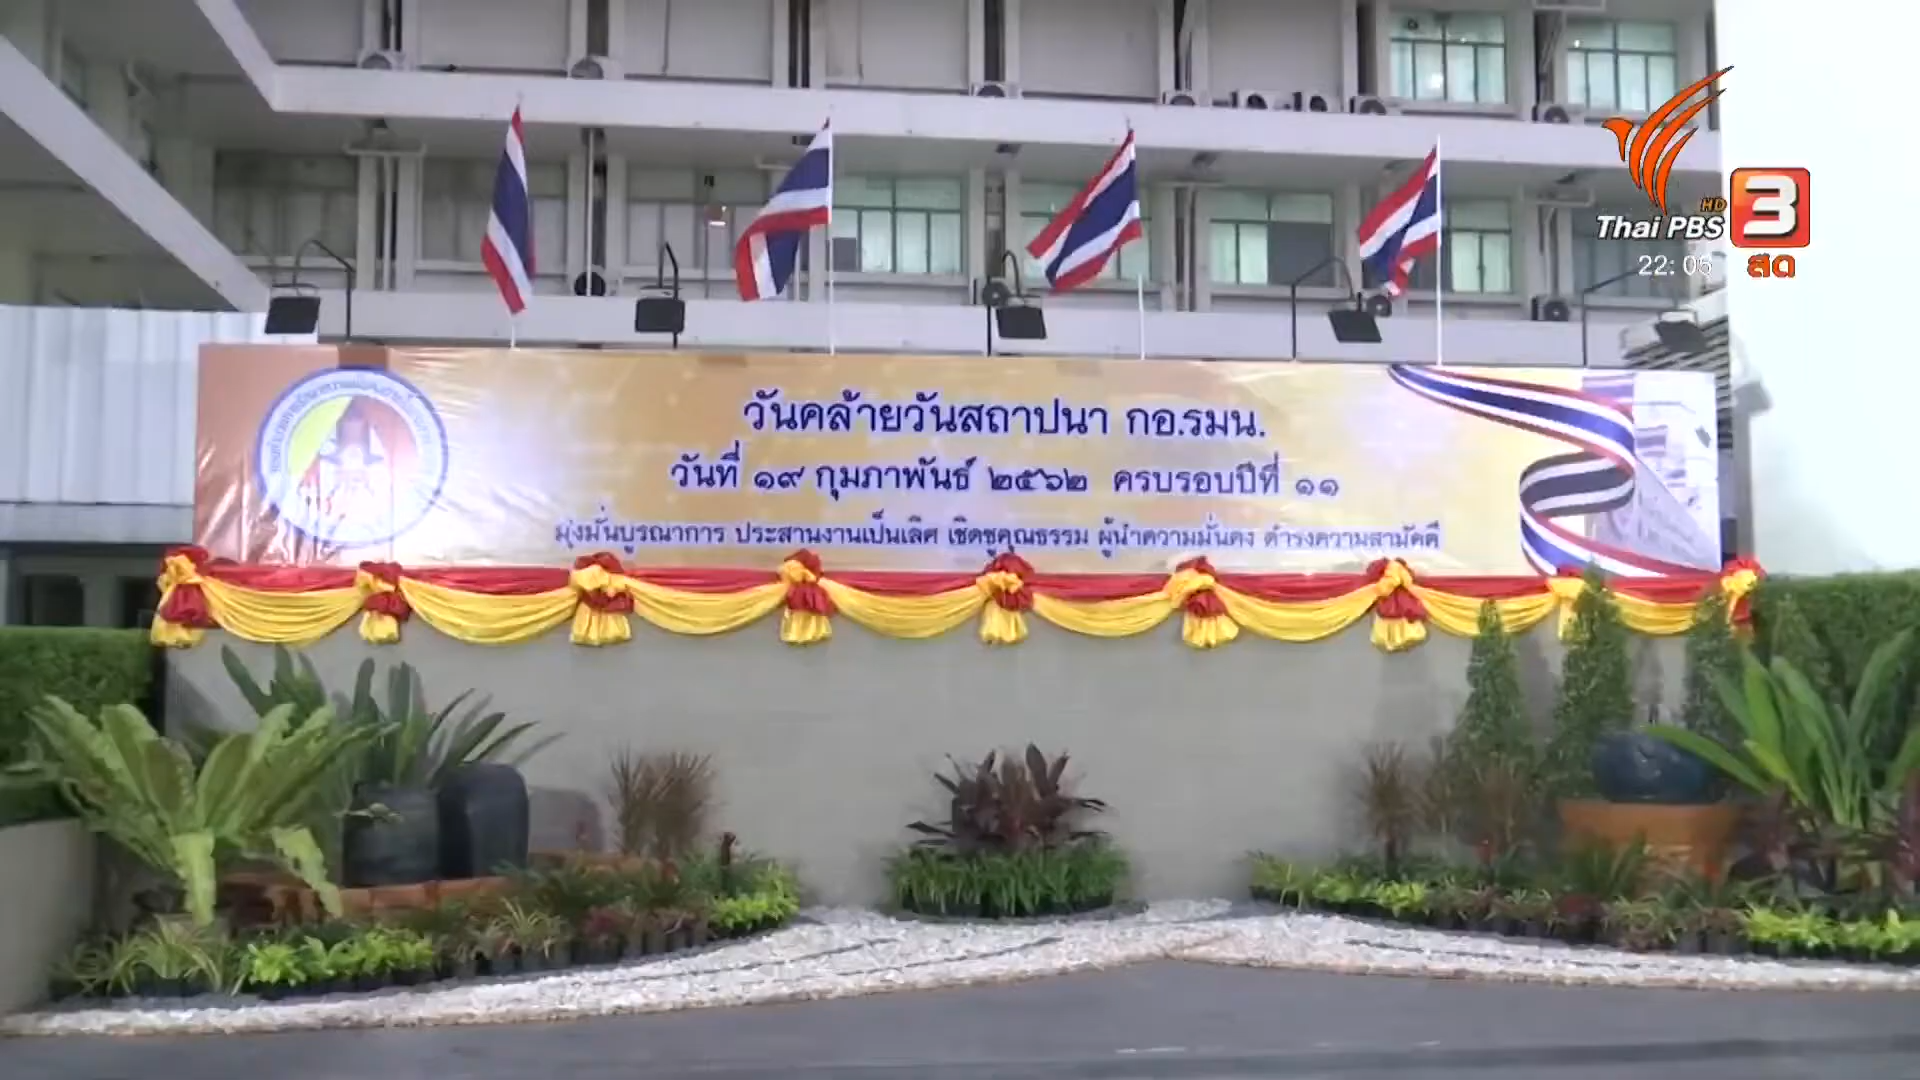 วันคล้ายวันสถาปนา กอ.รมน.
วันที่ ๑๙ กุมภาพันธ์ ๒๕๖๒ ครบรอบปีที่ ๑๑
มุ่งมั่นบูรณาการ ประสานงานเป็นเลิศ เชิดชูคุณธรรม ผู้นำความมั่นคง ดำรงความสามัคคี
HD
Thai PBS
3
22: 05
สด